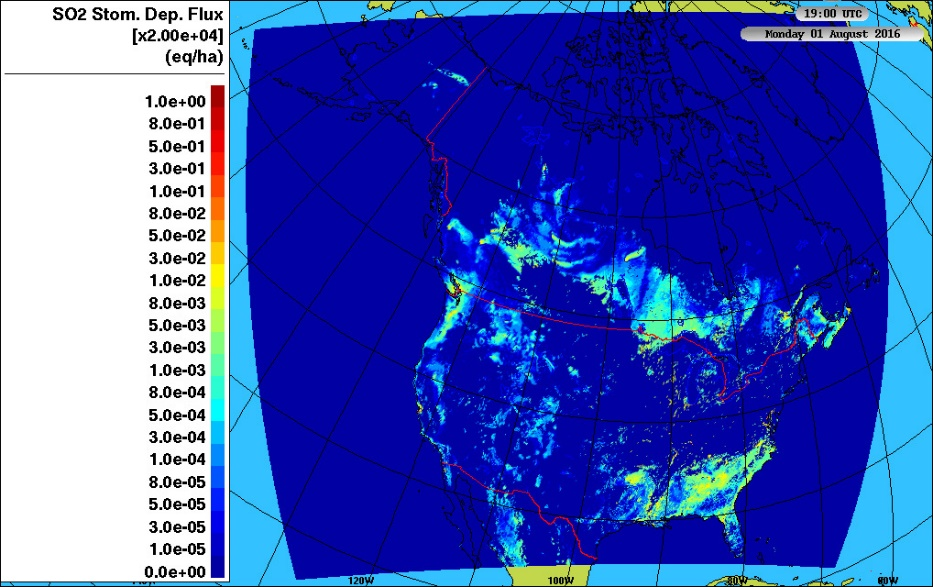 SO2 Stom. Dep. Flux
[x2.00e+04]
(eq/ha)
1.0e+00
8.0e-01
5.0e-01
3.0e-01
1.0e-01
8.0e-02
5.0e-02
3.0e-02
1.0e-02
8.0e-03
5.0e-03
3.0e-03
1.0e-03
8.0e-04
5.0e-04
3.0e-04
1.0e-04
8.0e-05
5.0e-05
3.0e-05
1.0e-05
0.0e+00
19:00 UTC
Monday 01 August 2016
120W
100W
80W
60W